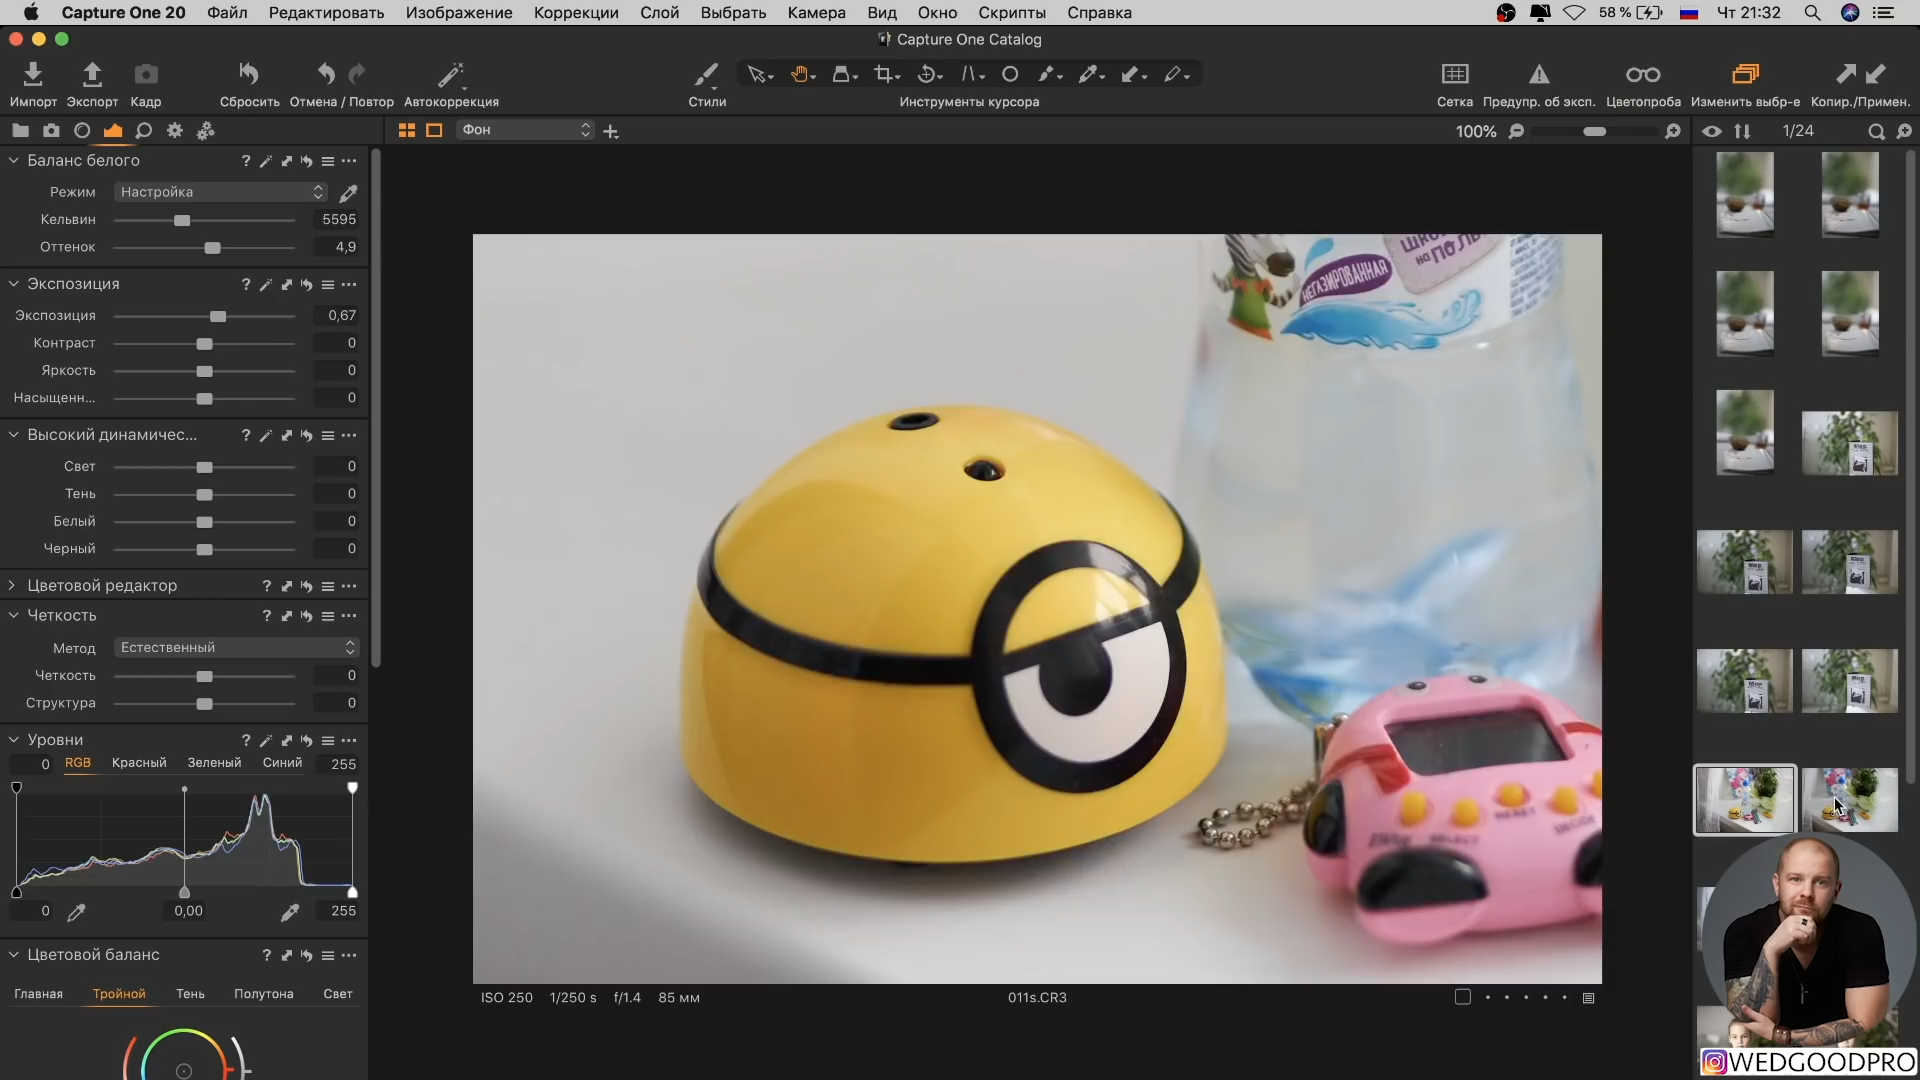 Capture One 20 Файл Редактировать Изображение Коррекции Слой Выбрать Камера Вид Окно Скрипты Справка 58 % Чт 21:32
Capture One Catalog
Импорт Экспорт Кадр Сбросить Отмена / Повтор Автокоррекция Стили Инструменты курсора Сетка Предупр. об эксп. Цветопроба Изменить выбр-е Копир./Примен.
Фон 100% 1/24
Баланс белого
Режим Настройка
Кельвин 5595
Оттенок 4,9
Экспозиция
Экспозиция 0,67
Контраст 0
Яркость 0
Насыщенн... 0
Высокий динамичес...
Свет 0
Тень 0
Белый 0
Черный 0
Цветовой редактор
Четкость
Метод Естественный
Четкость 0
Структура 0
Уровни
0 RGB Красный Зеленый Синий 255
0 0,00 255
Цветовой баланс
Главная Тройной Тень Полутона Свет
на ПОЛЬ
НЕГАЗИРОВАННАЯ
ISO 250 1/250 s f/1.4 85 мм 011s.CR3
WEDGOODPRO